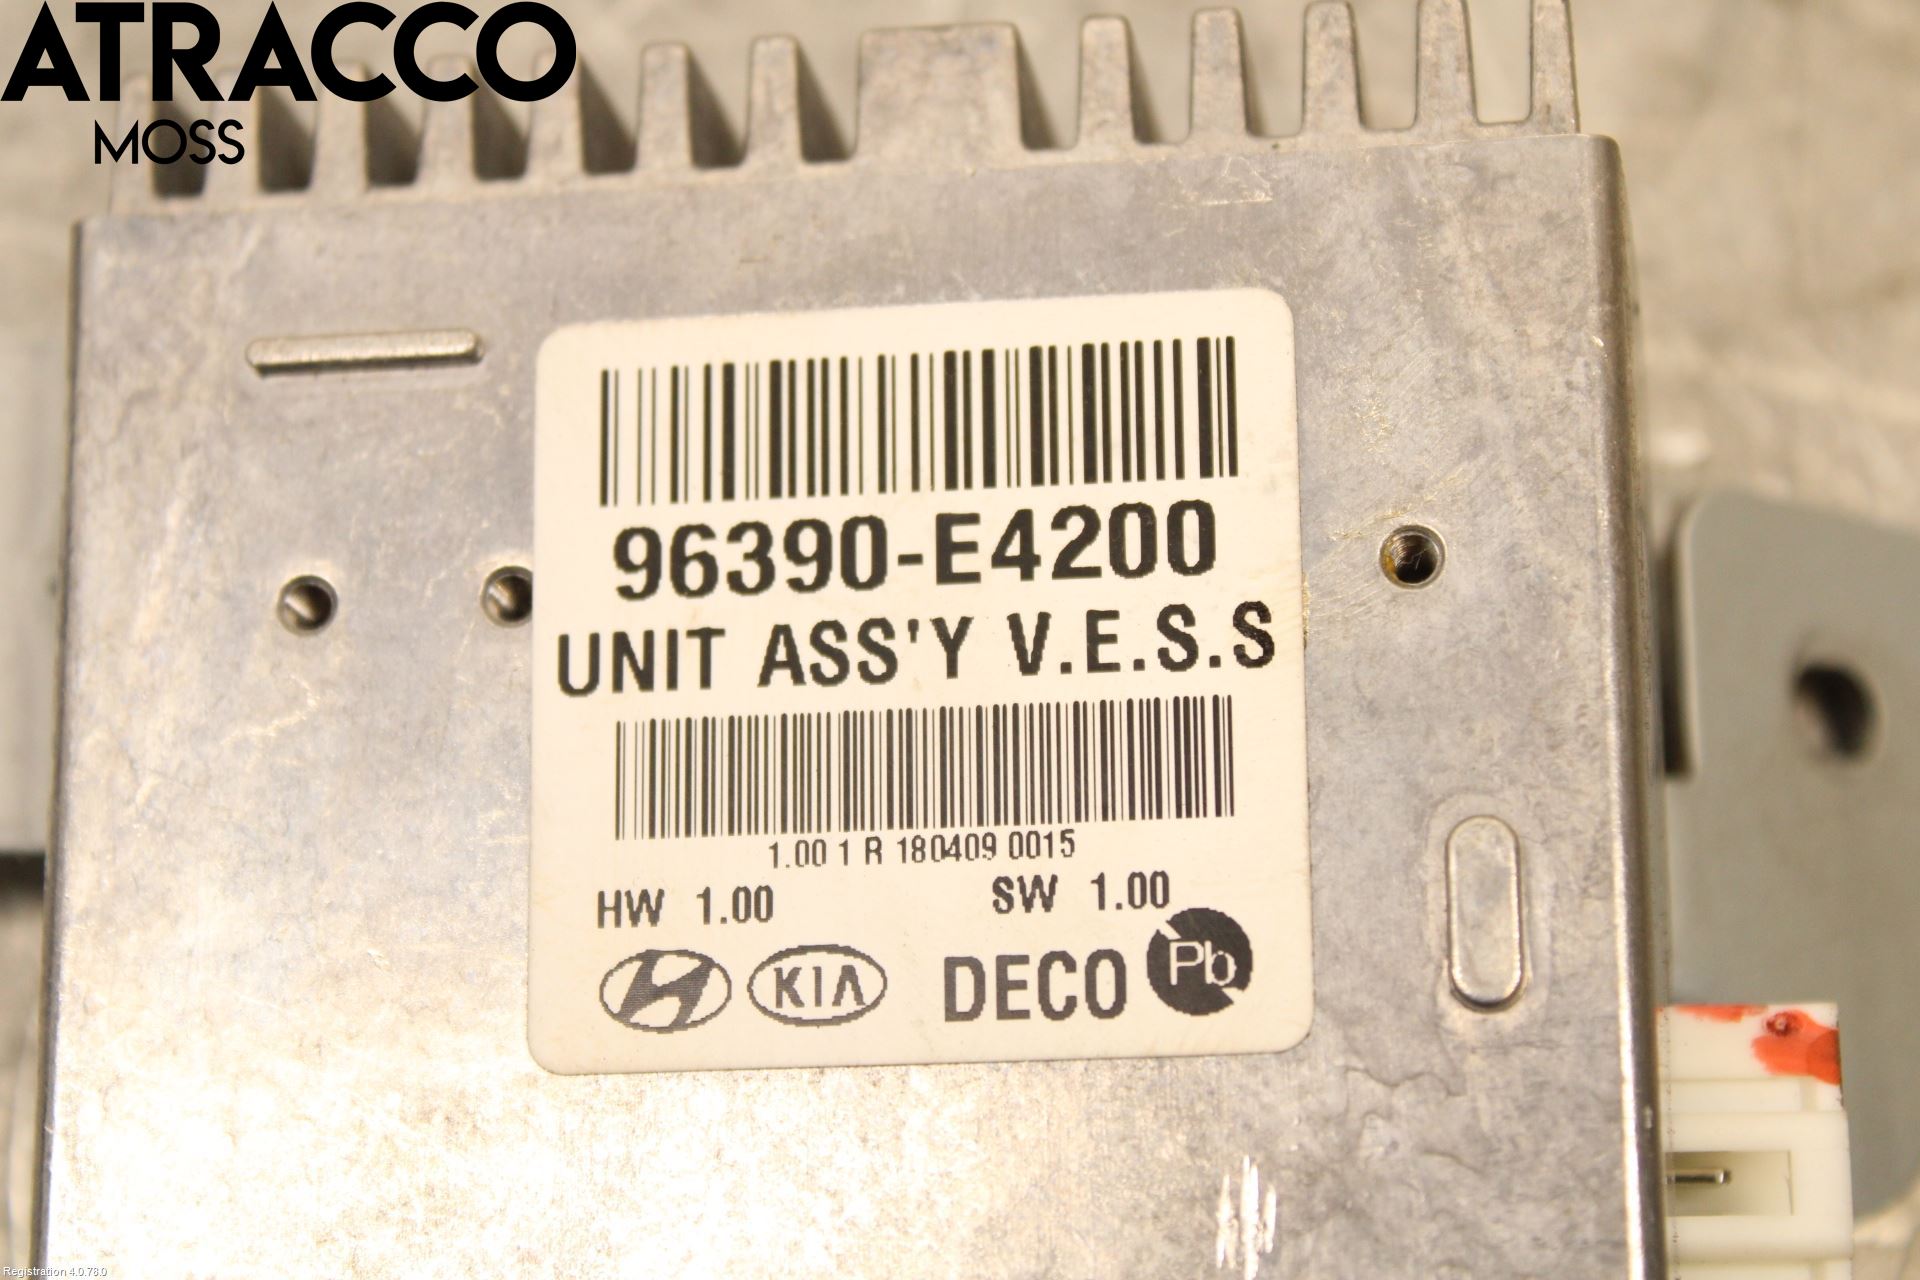 ATRACCO
MOSS
96390-E4200
UNIT ASS'Y V.E.S.S
1.00 1 R 180409 0015
HW 1.00 SW 1.00
KIA DECO Pb
Registration 4.0.78.0